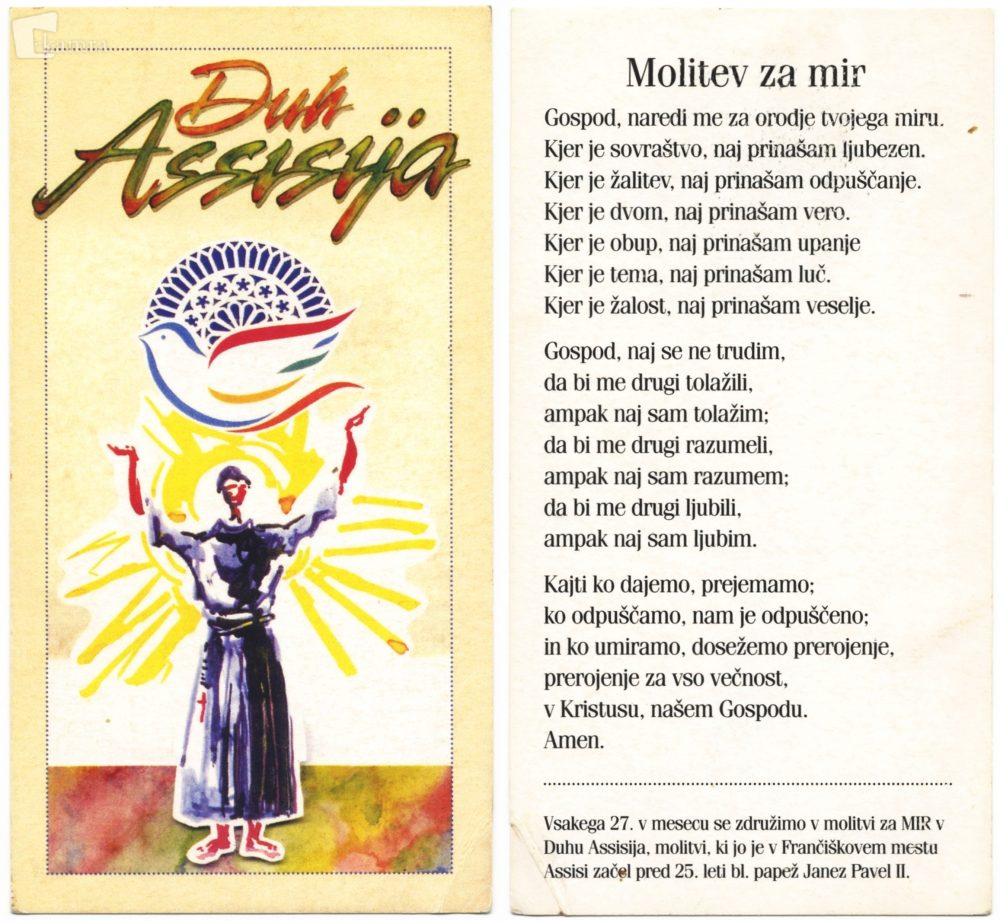 kamra
Duh
Assisija
Molitev za mir
Gospod, naredi me za orodje tvojega miru.
Kjer je sovraštvo, naj prinašam ljubezen.
Kjer je žalitev, naj prinašam odpuščanje.
Kjer je dvom, naj prinašam vero.
Kjer je obup, naj prinašam upanje
Kjer je tema, naj prinašam luč.
Kjer je žalost, naj prinašam veselje.
Gospod, naj se ne trudim,
da bi me drugi tolažili,
ampak naj sam tolažim;
da bi me drugi razumeli,
ampak naj sam razumem;
da bi me drugi ljubili,
ampak naj sam ljubim.
Kajti ko dajemo, prejemamo;
ko odpuščamo, nam je odpuščeno;
in ko umiramo, dosežemo prerojenje,
prerojenje za vso večnost,
v Kristusu, našem Gospodu.
Amen.
Vsakega 27. v mesecu se združimo v molitvi za MIR v
Duhu Assisija, molitvi, ki jo je v Frančiškovem mestu
Assisi začel pred 25. leti bl. papež Janez Pavel II.